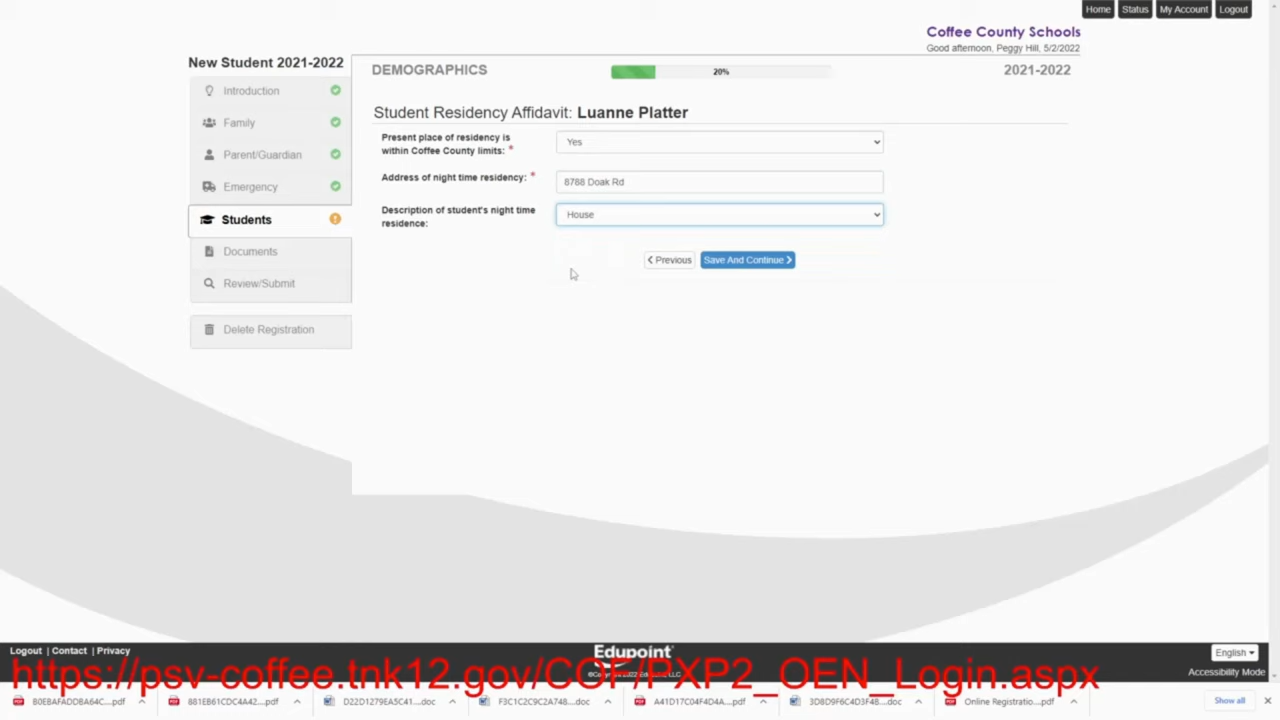 Home Status My Account Logout
Coffee County Schools
Good afternoon, Peggy Hill, 5/2/2022
New Student 2021-2022
Introduction
Family
Parent/Guardian
Emergency
Students
Documents
Review/Submit
Delete Registration
DEMOGRAPHICS 20% 2021-2022
Student Residency Affidavit: Luanne Platter
Present place of residency is
within Coffee County limits: * Yes
Address of night time residency: * 8788 Doak Rd
Description of student's night time
residence: House
Previous Save And Continue
Logout | Contact | Privacy
Edupoint
English
Accessibility Mode
https://psv-coffee.tnk12.gov/COF/PXP2_OEN_Login.aspx
B0EBAFADDBA64C....pdf 881EB61CDC4A42....pdf D22D1279EA5C41....doc F3C1C2C9C2A748....doc A41D17C04F4D4A....pdf 3D8D9F6C4D3F4B....doc Online Registratio....pdf Show all